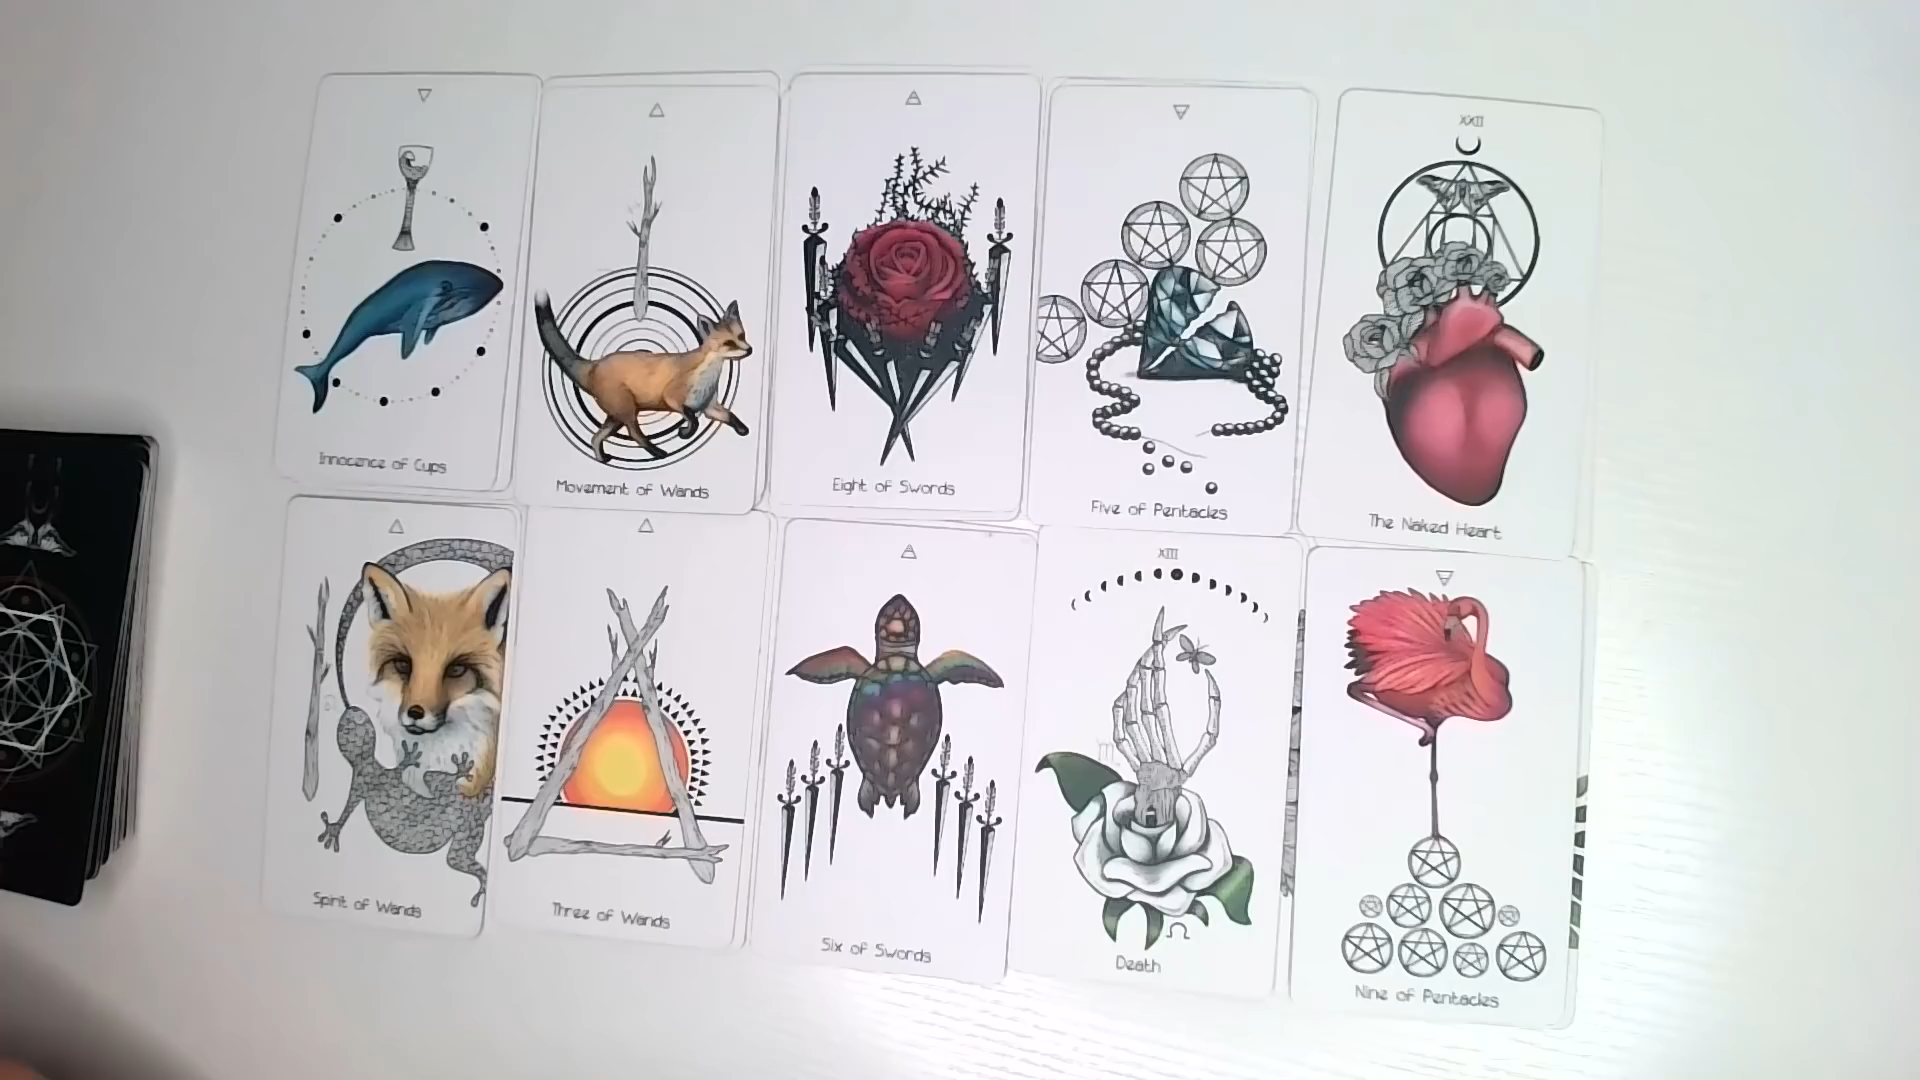 Innocence of Cups
Movement of Wands
Eight of Swords
Five of Pentacles
XXII
The Naked Heart
Spirit of Wands
Three of Wands
Six of Swords
XIII
Death
Nine of Pentacles